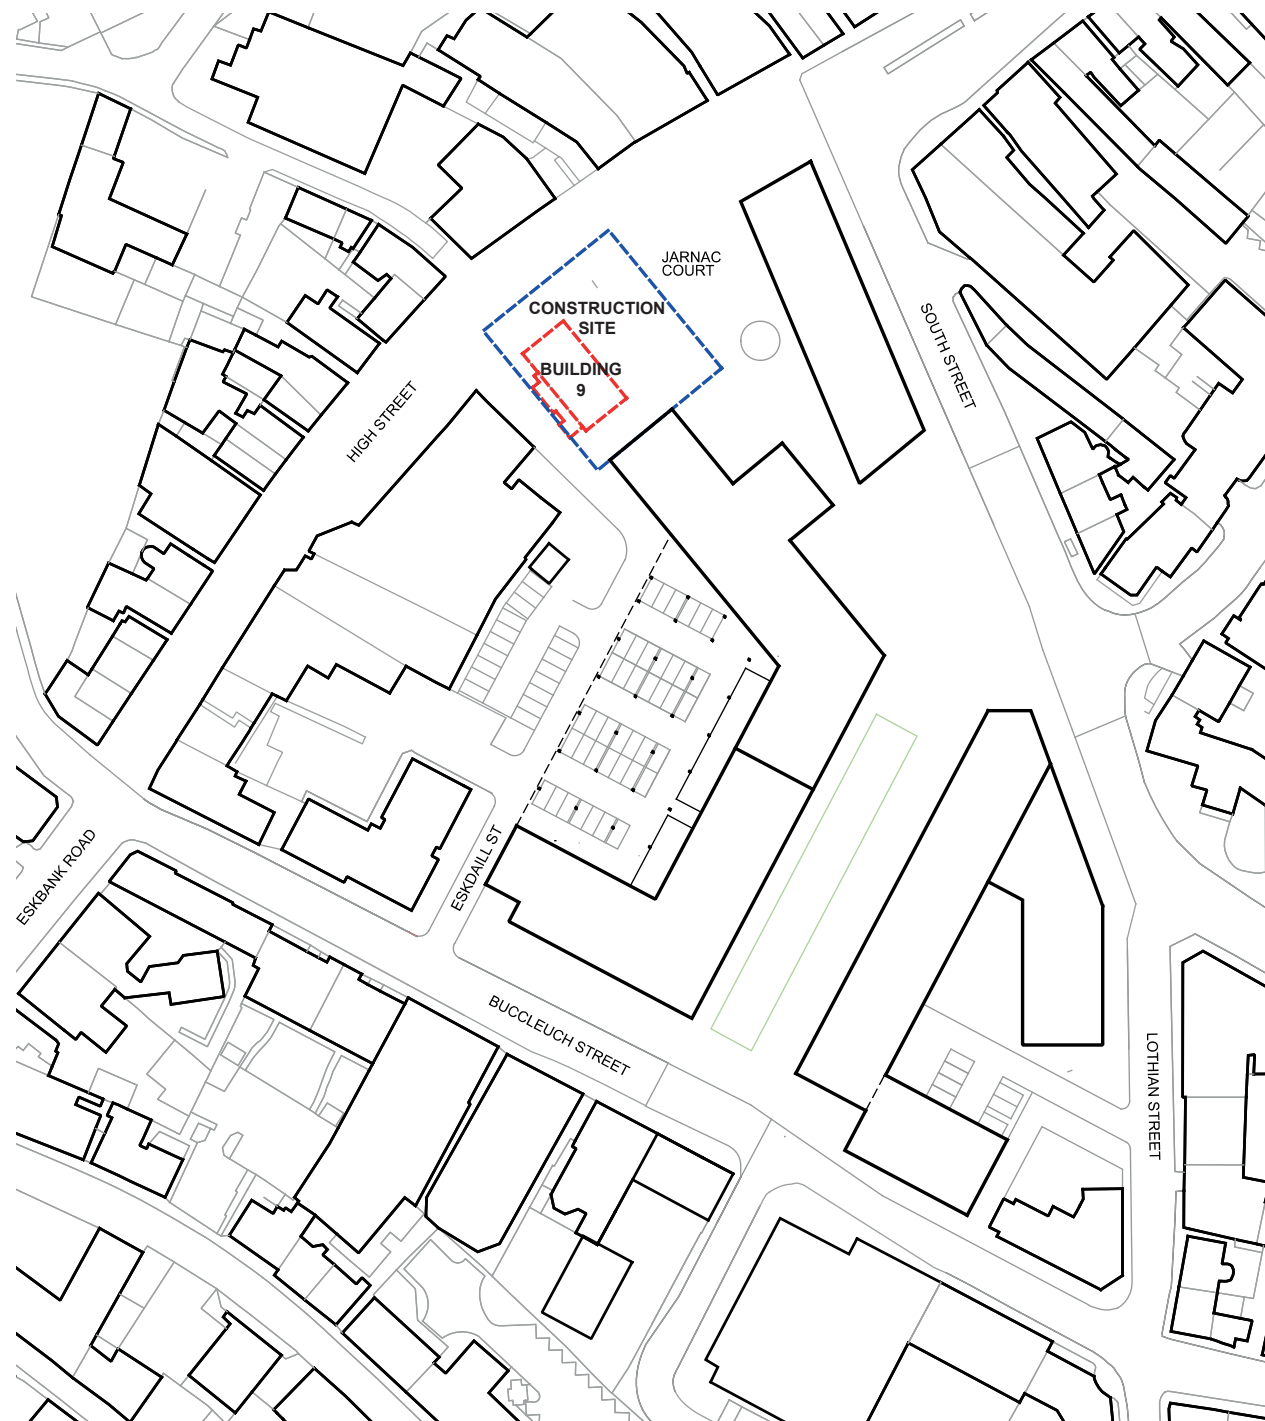 JARNAC
COURT
CONSTRUCTION
SITE
BUILDING
9
SOUTH STREET
HIGH STREET
ESKBANK ROAD
ESKDAILL ST
BUCCLEUCH STREET
LOTHIAN STREET